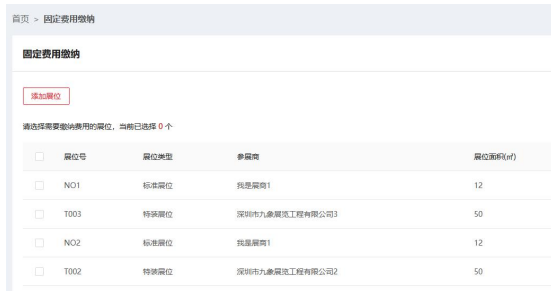 首页 > 固定费用缴纳
固定费用缴纳
添加展位
请选择需要缴纳费用的展位，当前已选择 0 个
展位号 展位类型 参展商 展位面积(㎡)
NO1 标准展位 我是展商1 12
T003 特装展位 深圳市九象展览工程有限公司3 50
NO2 标准展位 我是展商1 12
T002 特装展位 深圳市九象展览工程有限公司2 50